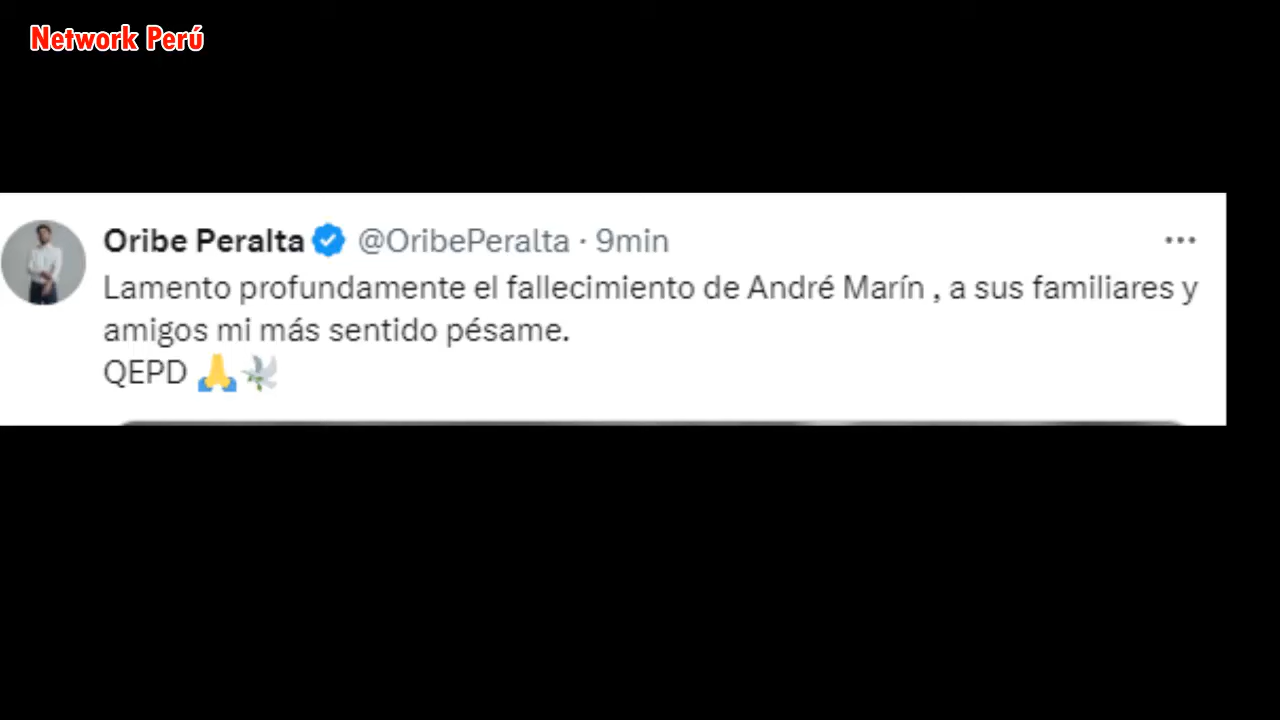 Network Perú
Oribe Peralta @OribePeralta · 9min
Lamento profundamente el fallecimiento de André Marín , a sus familiares y
amigos mi más sentido pésame.
QEPD 🙏🕊️